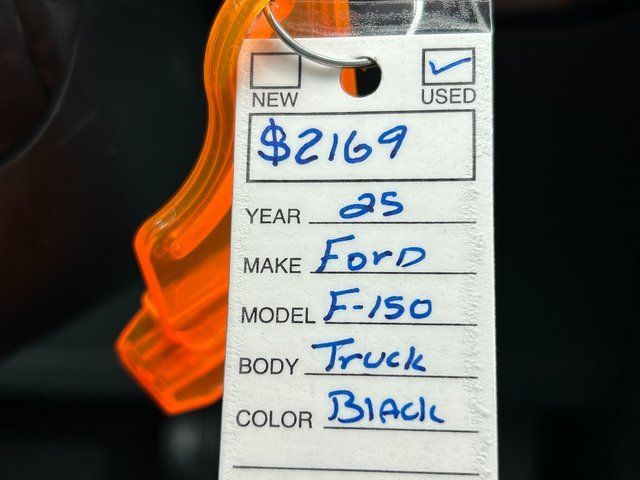 NEW USED
$2169
YEAR 25
MAKE Ford
MODEL F-150
BODY Truck
COLOR Black